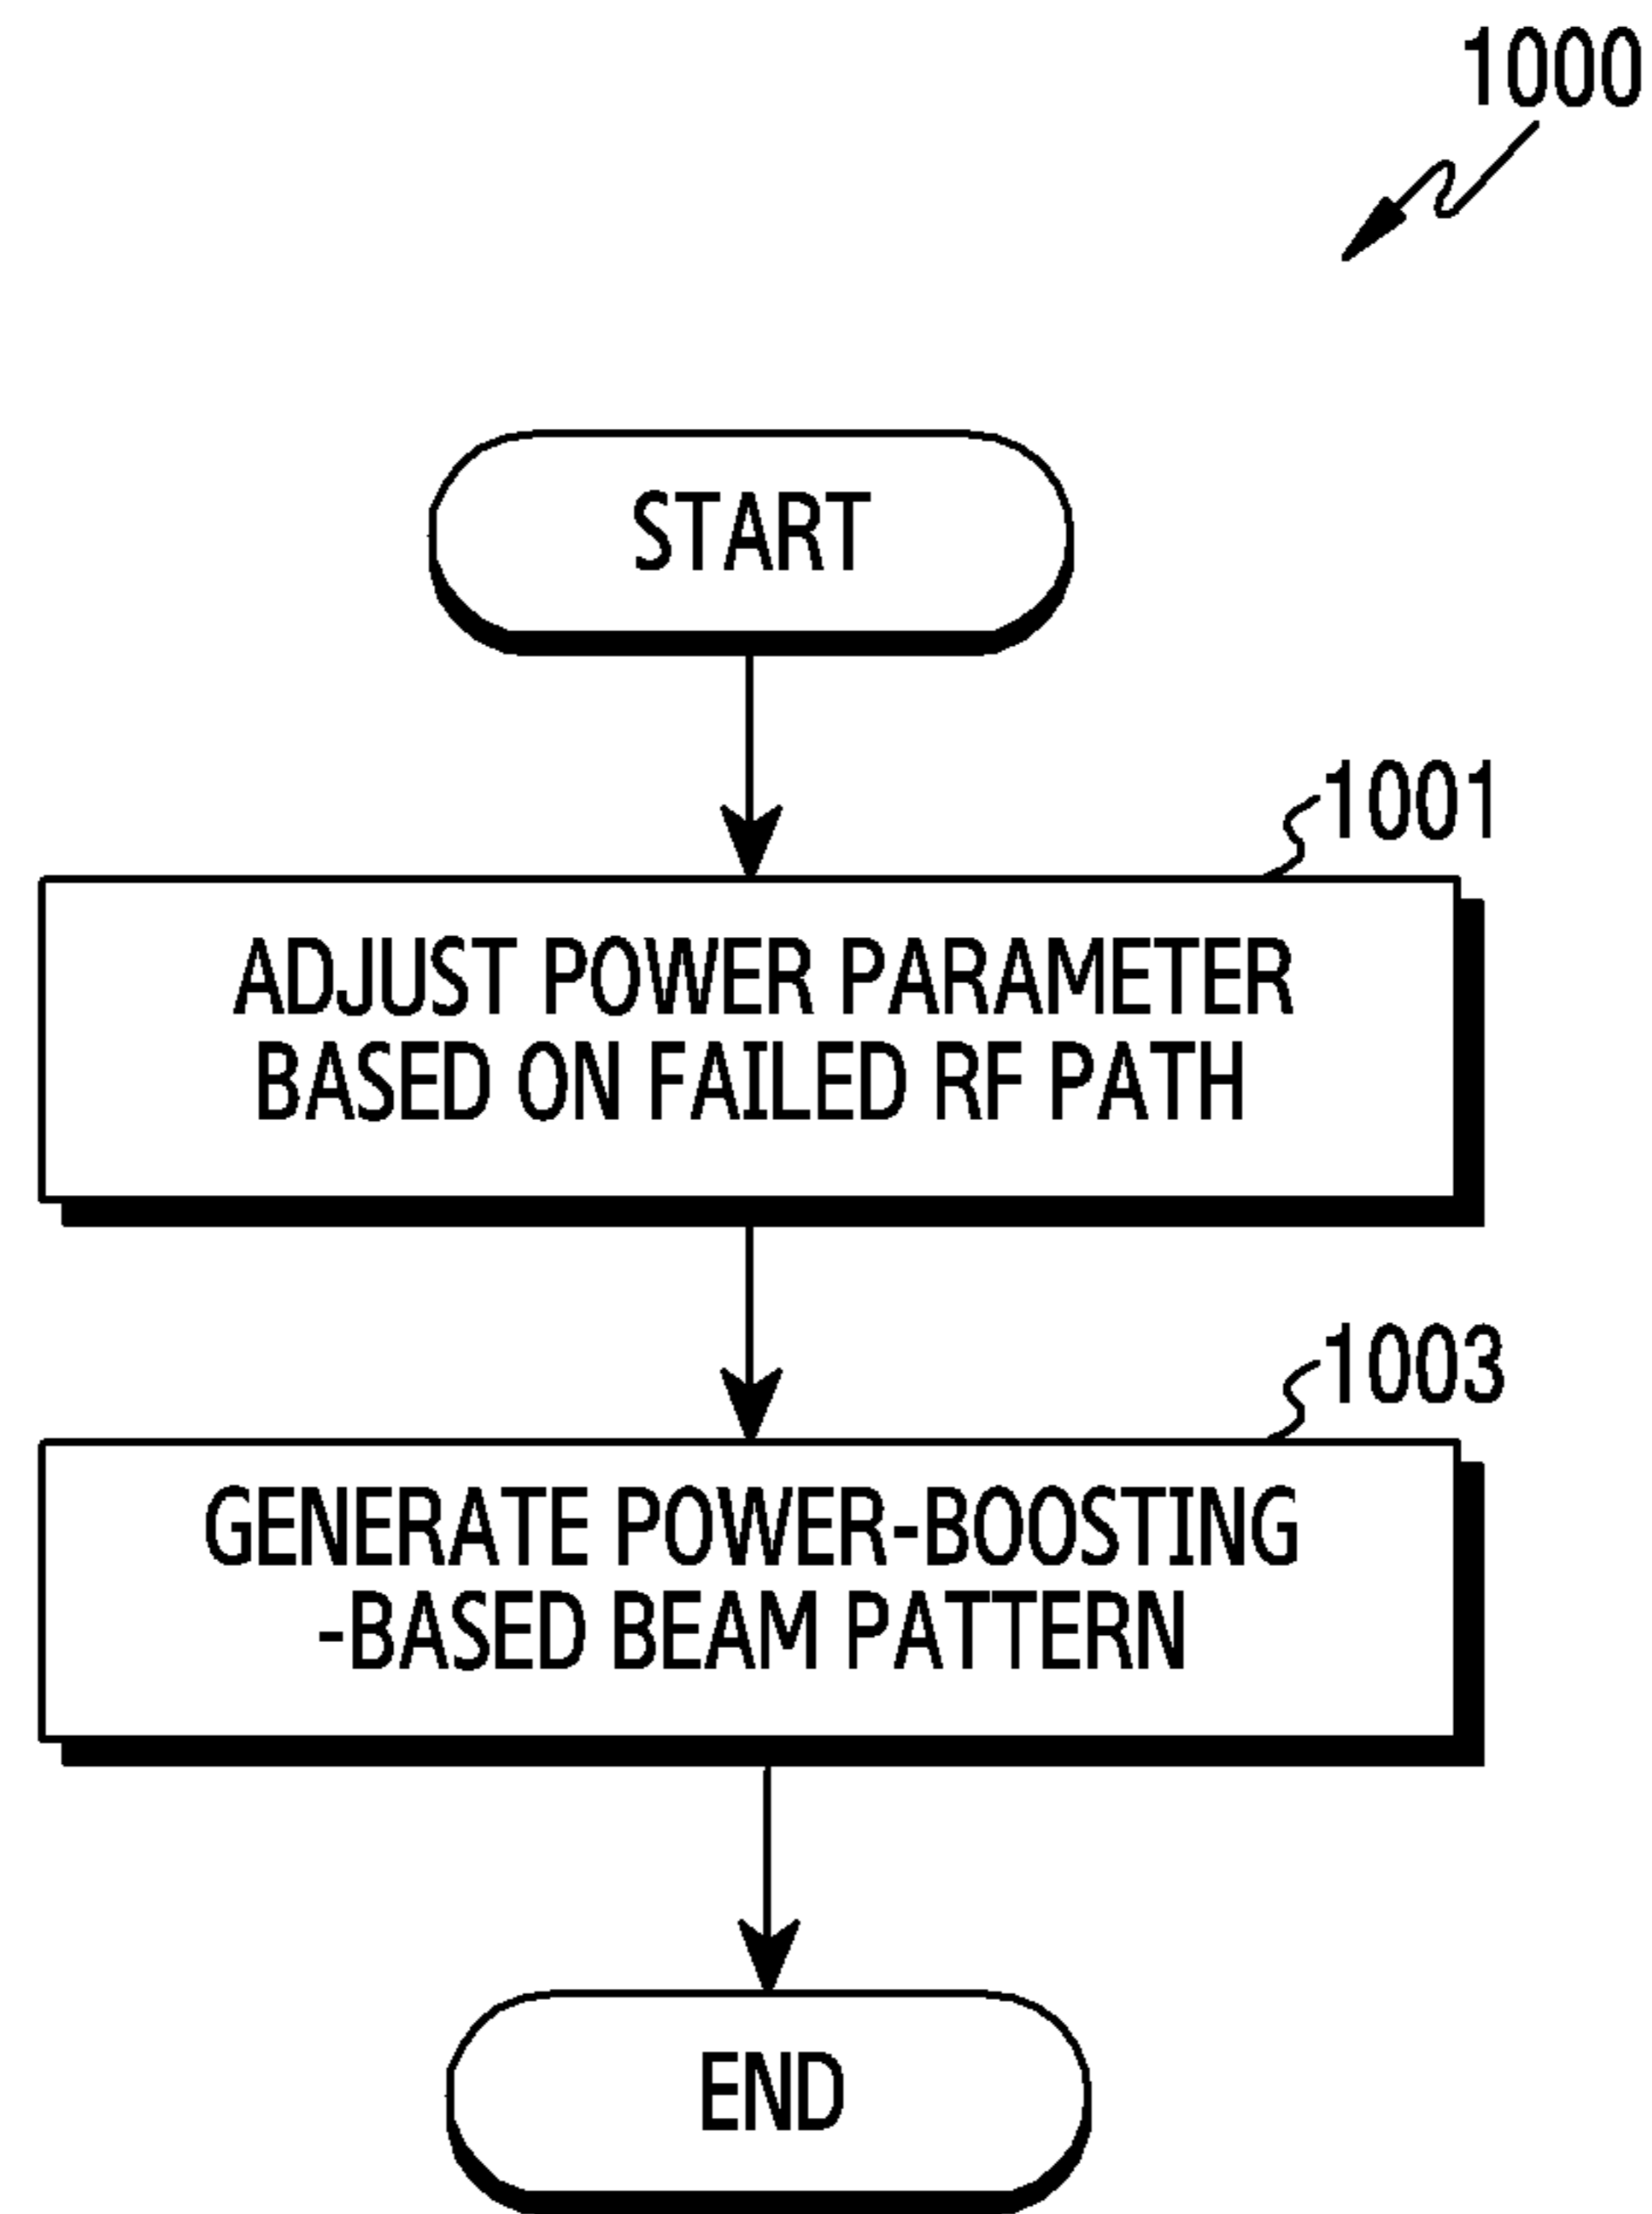 1000
START
1001
ADJUST POWER PARAMETER
BASED ON FAILED RF PATH
1003
GENERATE POWER-BOOSTING
-BASED BEAM PATTERN
END